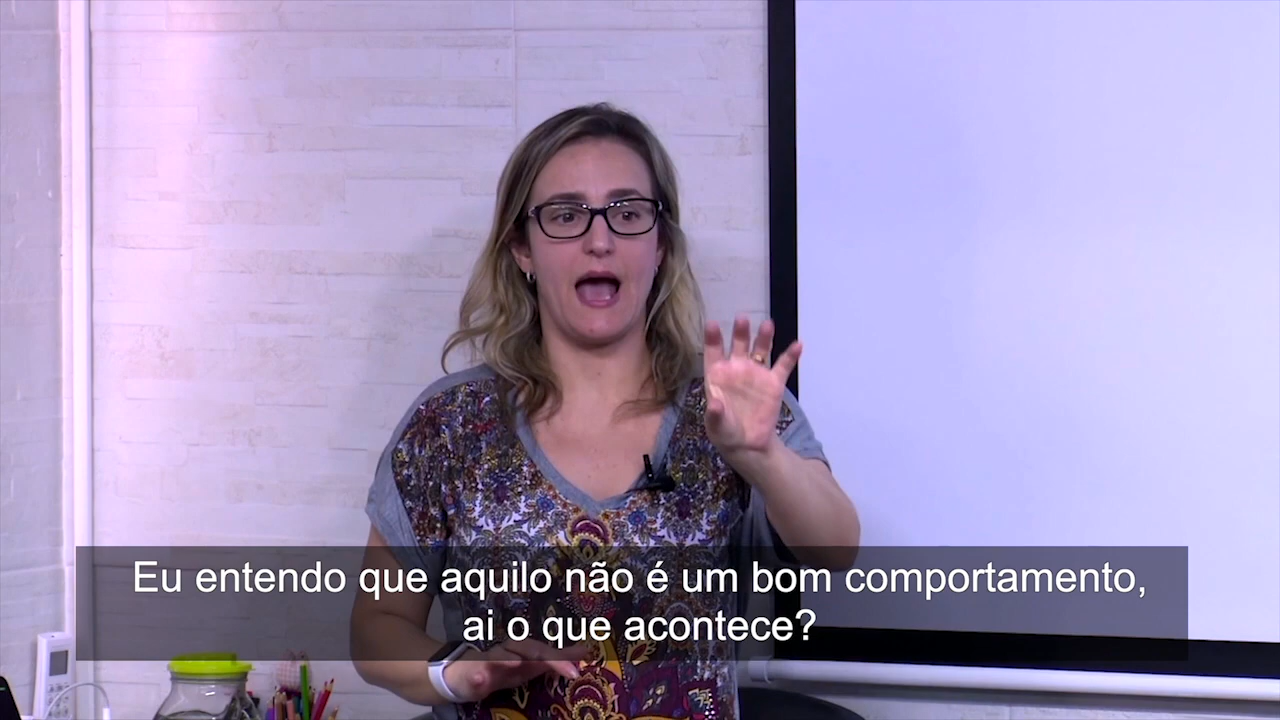 Eu entendo que aquilo não é um bom comportamento,
ai o que acontece?